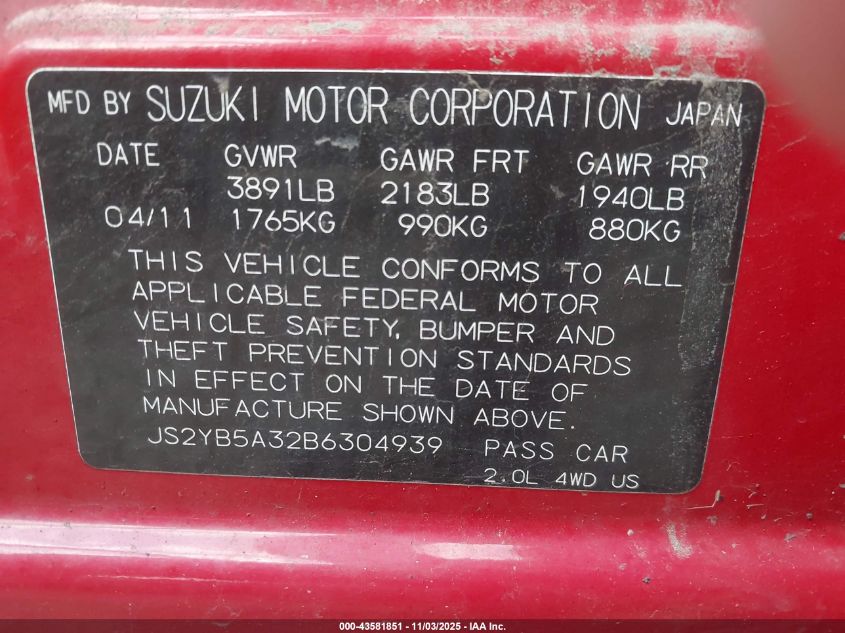 MFD BY SUZUKI MOTOR CORPORATION JAPAN
DATE GVWR GAWR FRT GAWR RR
3891LB 2183LB 1940LB
04/11 1765KG 990KG 880KG
THIS VEHICLE CONFORMS TO ALL
APPLICABLE FEDERAL MOTOR
VEHICLE SAFETY, BUMPER AND
THEFT PREVENTION STANDARDS
IN EFFECT ON THE DATE OF
MANUFACTURE SHOWN ABOVE.
JS2YB5A32B6304939 PASS CAR
2.0L 4WD US
000-43581851 - 11/03/2025 - IAA Inc.